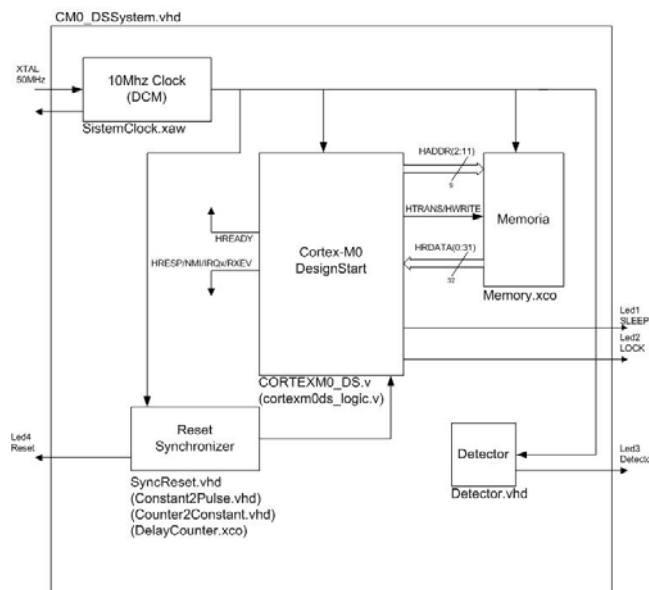 CM0_DSSystem.vhd
XTAL
50MHz
10Mhz Clock
(DCM)
SistemClock.xaw
HADDR(2:11)
9
HTRANS/HWRITE
Memoria
HREADY
Cortex-M0
DesignStart
HRESP/NMI/IRQx/RXEV
HRDATA(0:31)
32
Memory.xco
Led1
SLEEP
Led2
LOCK
CORTEXM0_DS.v
(cortexm0ds_logic.v)
Led4
Reset
Reset
Synchronizer
Detector
Led3
Detecto
SyncReset.vhd
Detector.vhd
(Constant2Pulse.vhd)
(Counter2Constant.vhd)
(DelayCounter.xco)